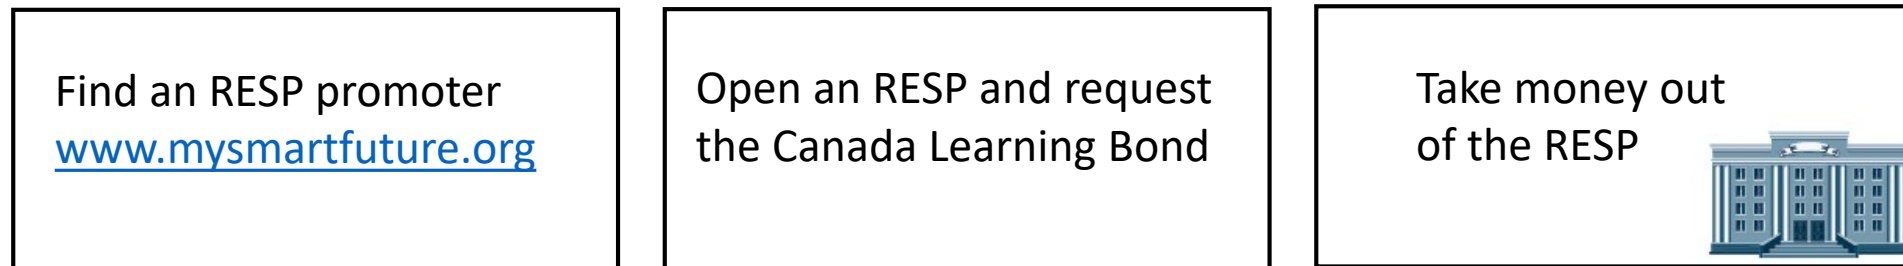 Find an RESP promoter
www.mysmartfuture.org
Open an RESP and request
the Canada Learning Bond
Take money out
of the RESP